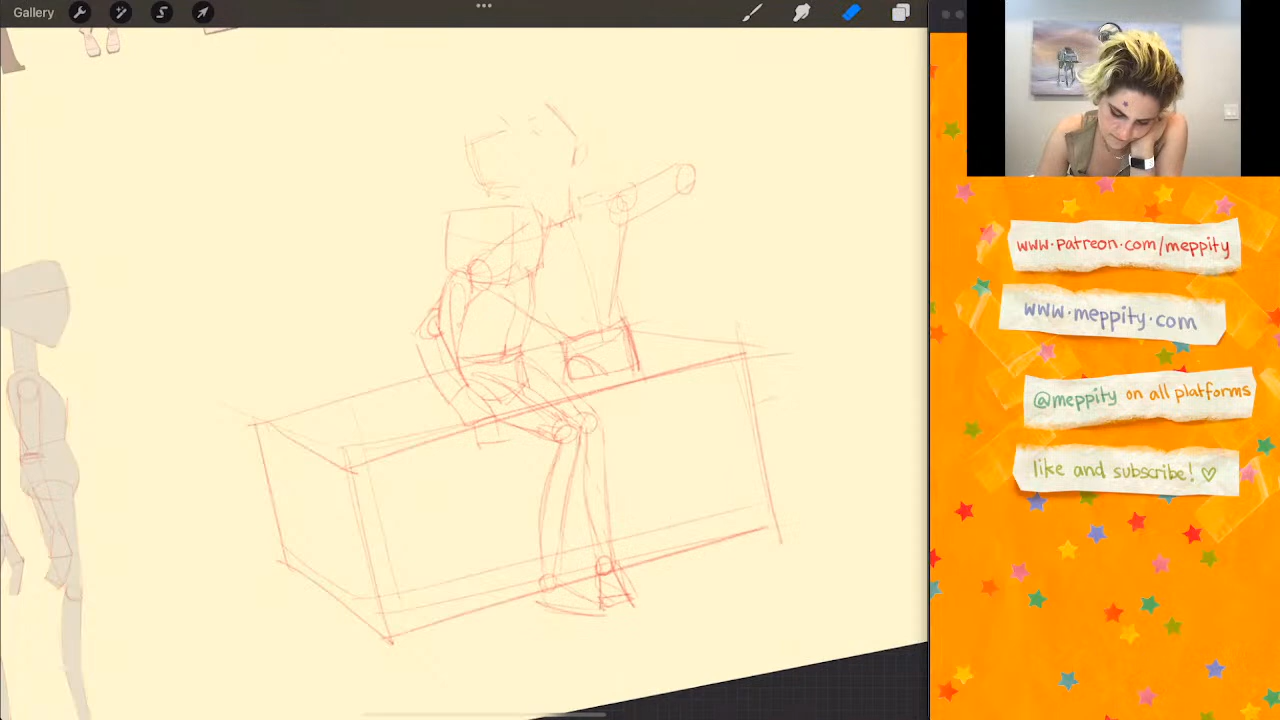 Gallery
www.patreon.com/meppity
www.meppity.com
@meppity on all platforms
like and subscribe! ♡